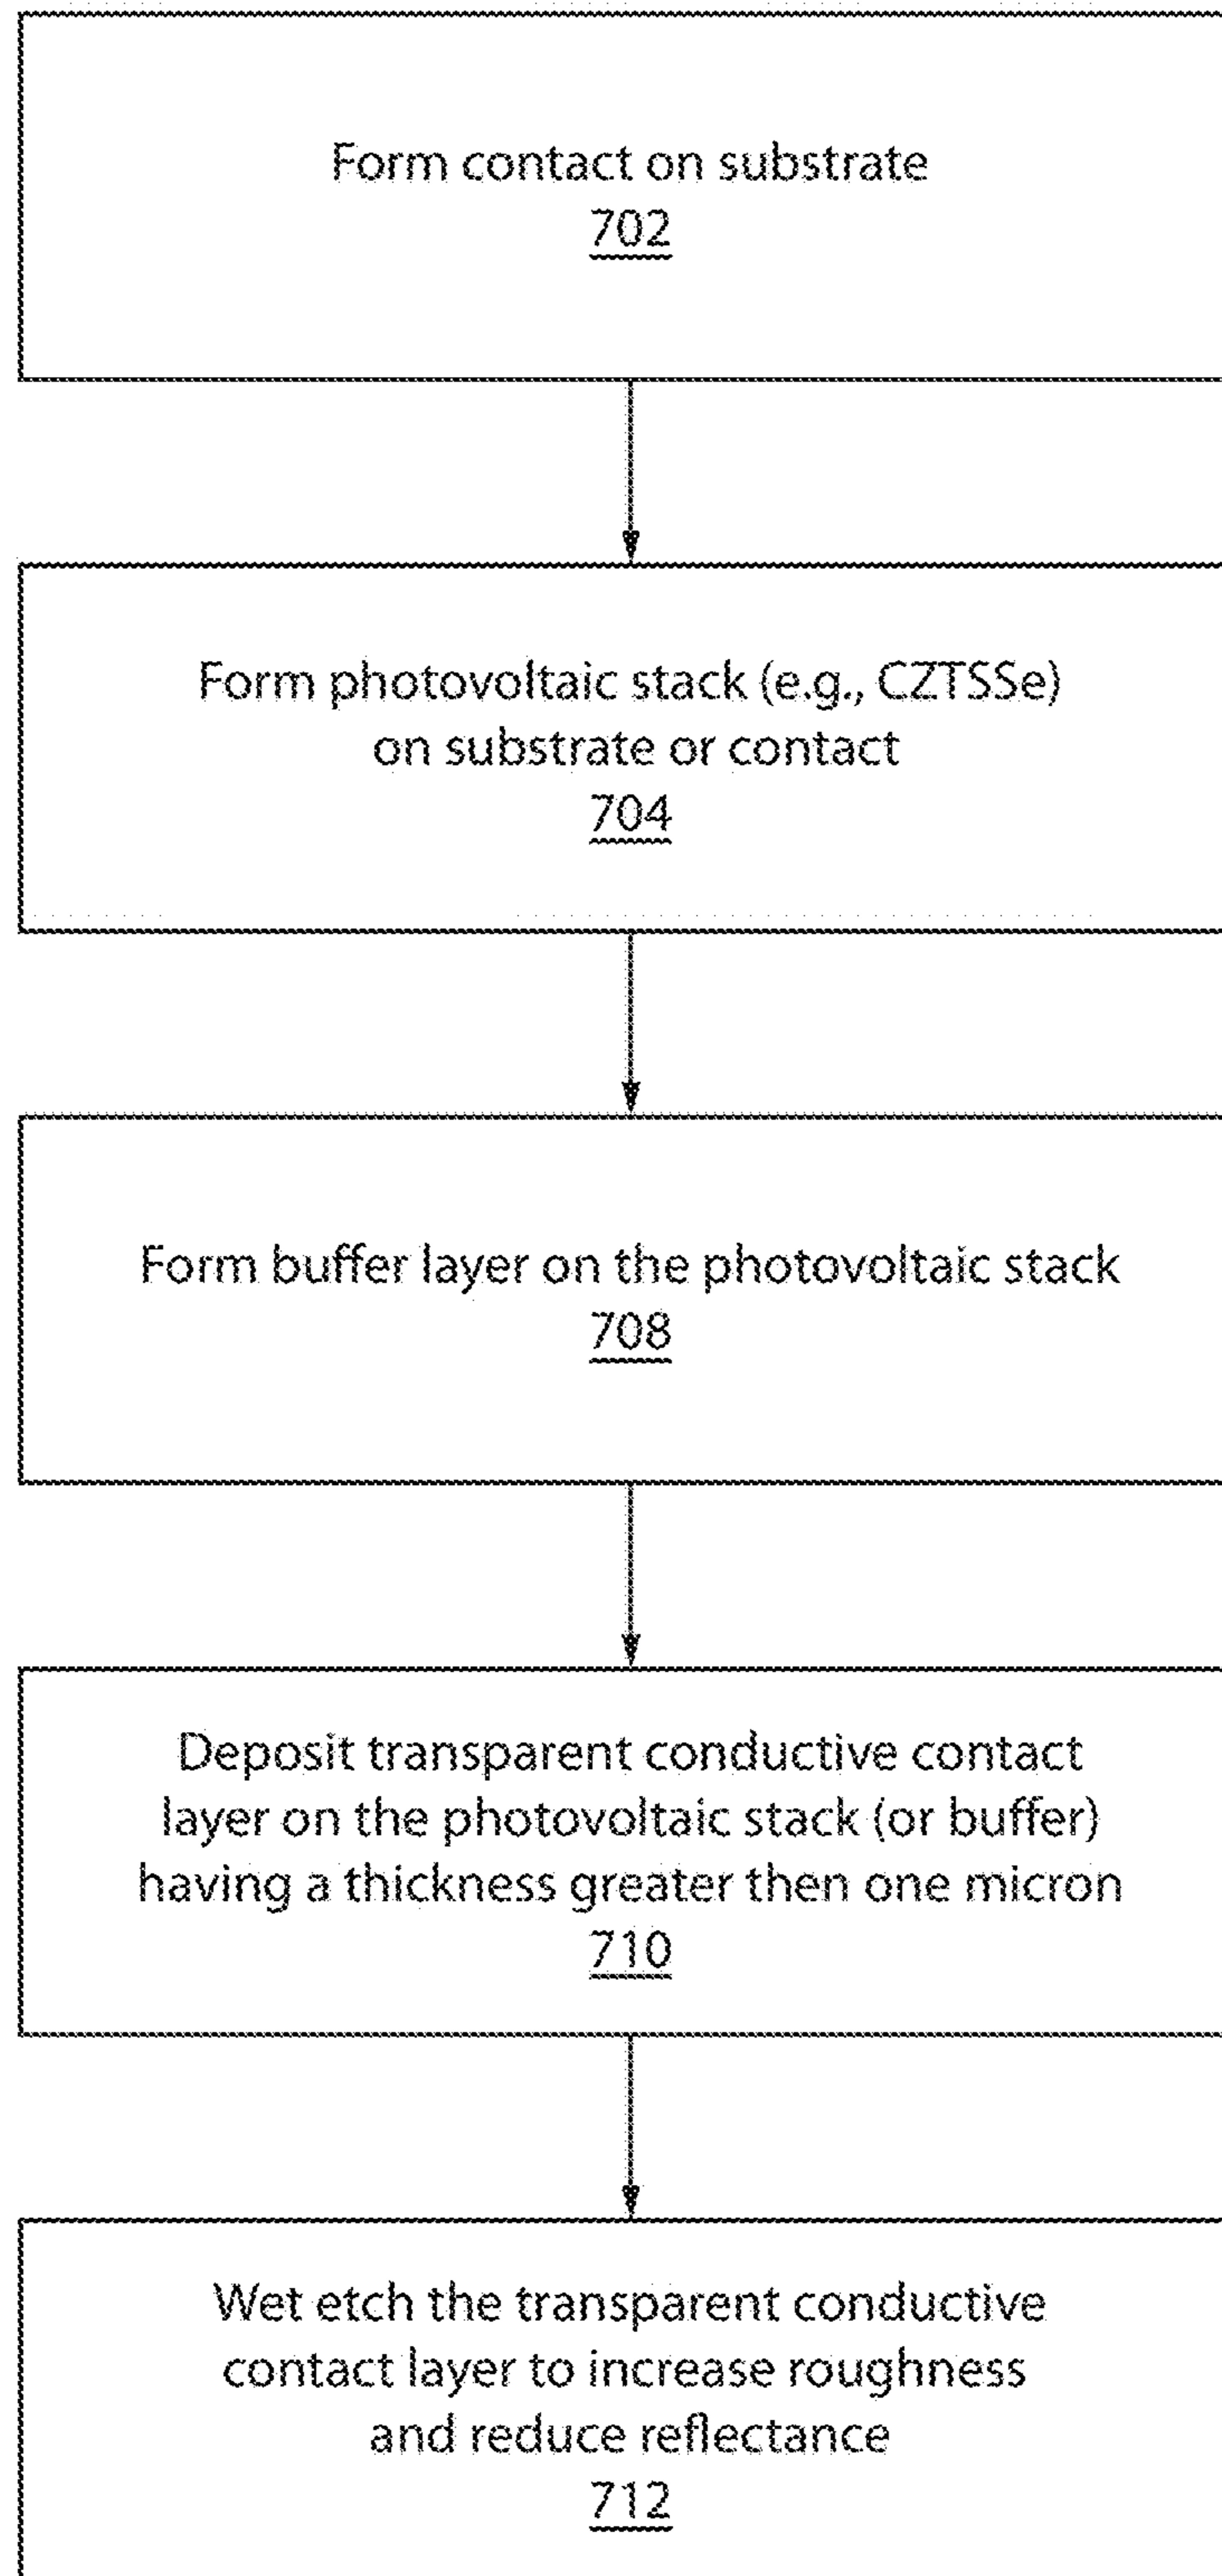 Form contact on substrate
702
Form photovoltaic stack (e.g., CZTSSe)
on substrate or contact
704
Form buffer layer on the photovoltaic stack
708
Deposit transparent conductive contact
layer on the photovoltaic stack (or buffer)
having a thickness greater then one micron
710
Wet etch the transparent conductive
contact layer to increase roughness
and reduce reflectance
712